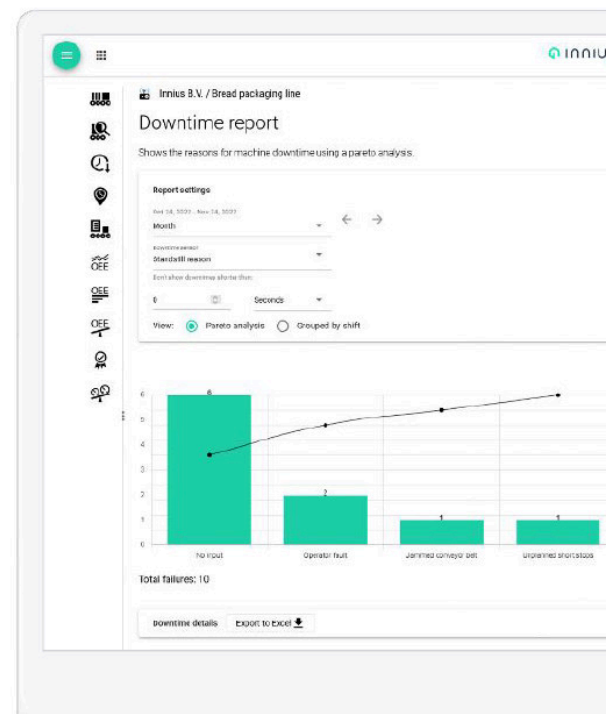 INNIU
Innius B.V. / Bread packaging line
Downtime report
Shows the reasons for machine downtime using a pareto analysis.
Report settings
Month
Standstill reason
Don't show downtimes shorter than:
0 Seconds
View: Pareto analysis Grouped by shift
6
6
5
4
3
2
2
1
1
1
0
No input Operator fault Jammed conveyor belt Unplanned short stops
Total failures: 10
Downtime details Export to Excel
OEE
OEE
OEE